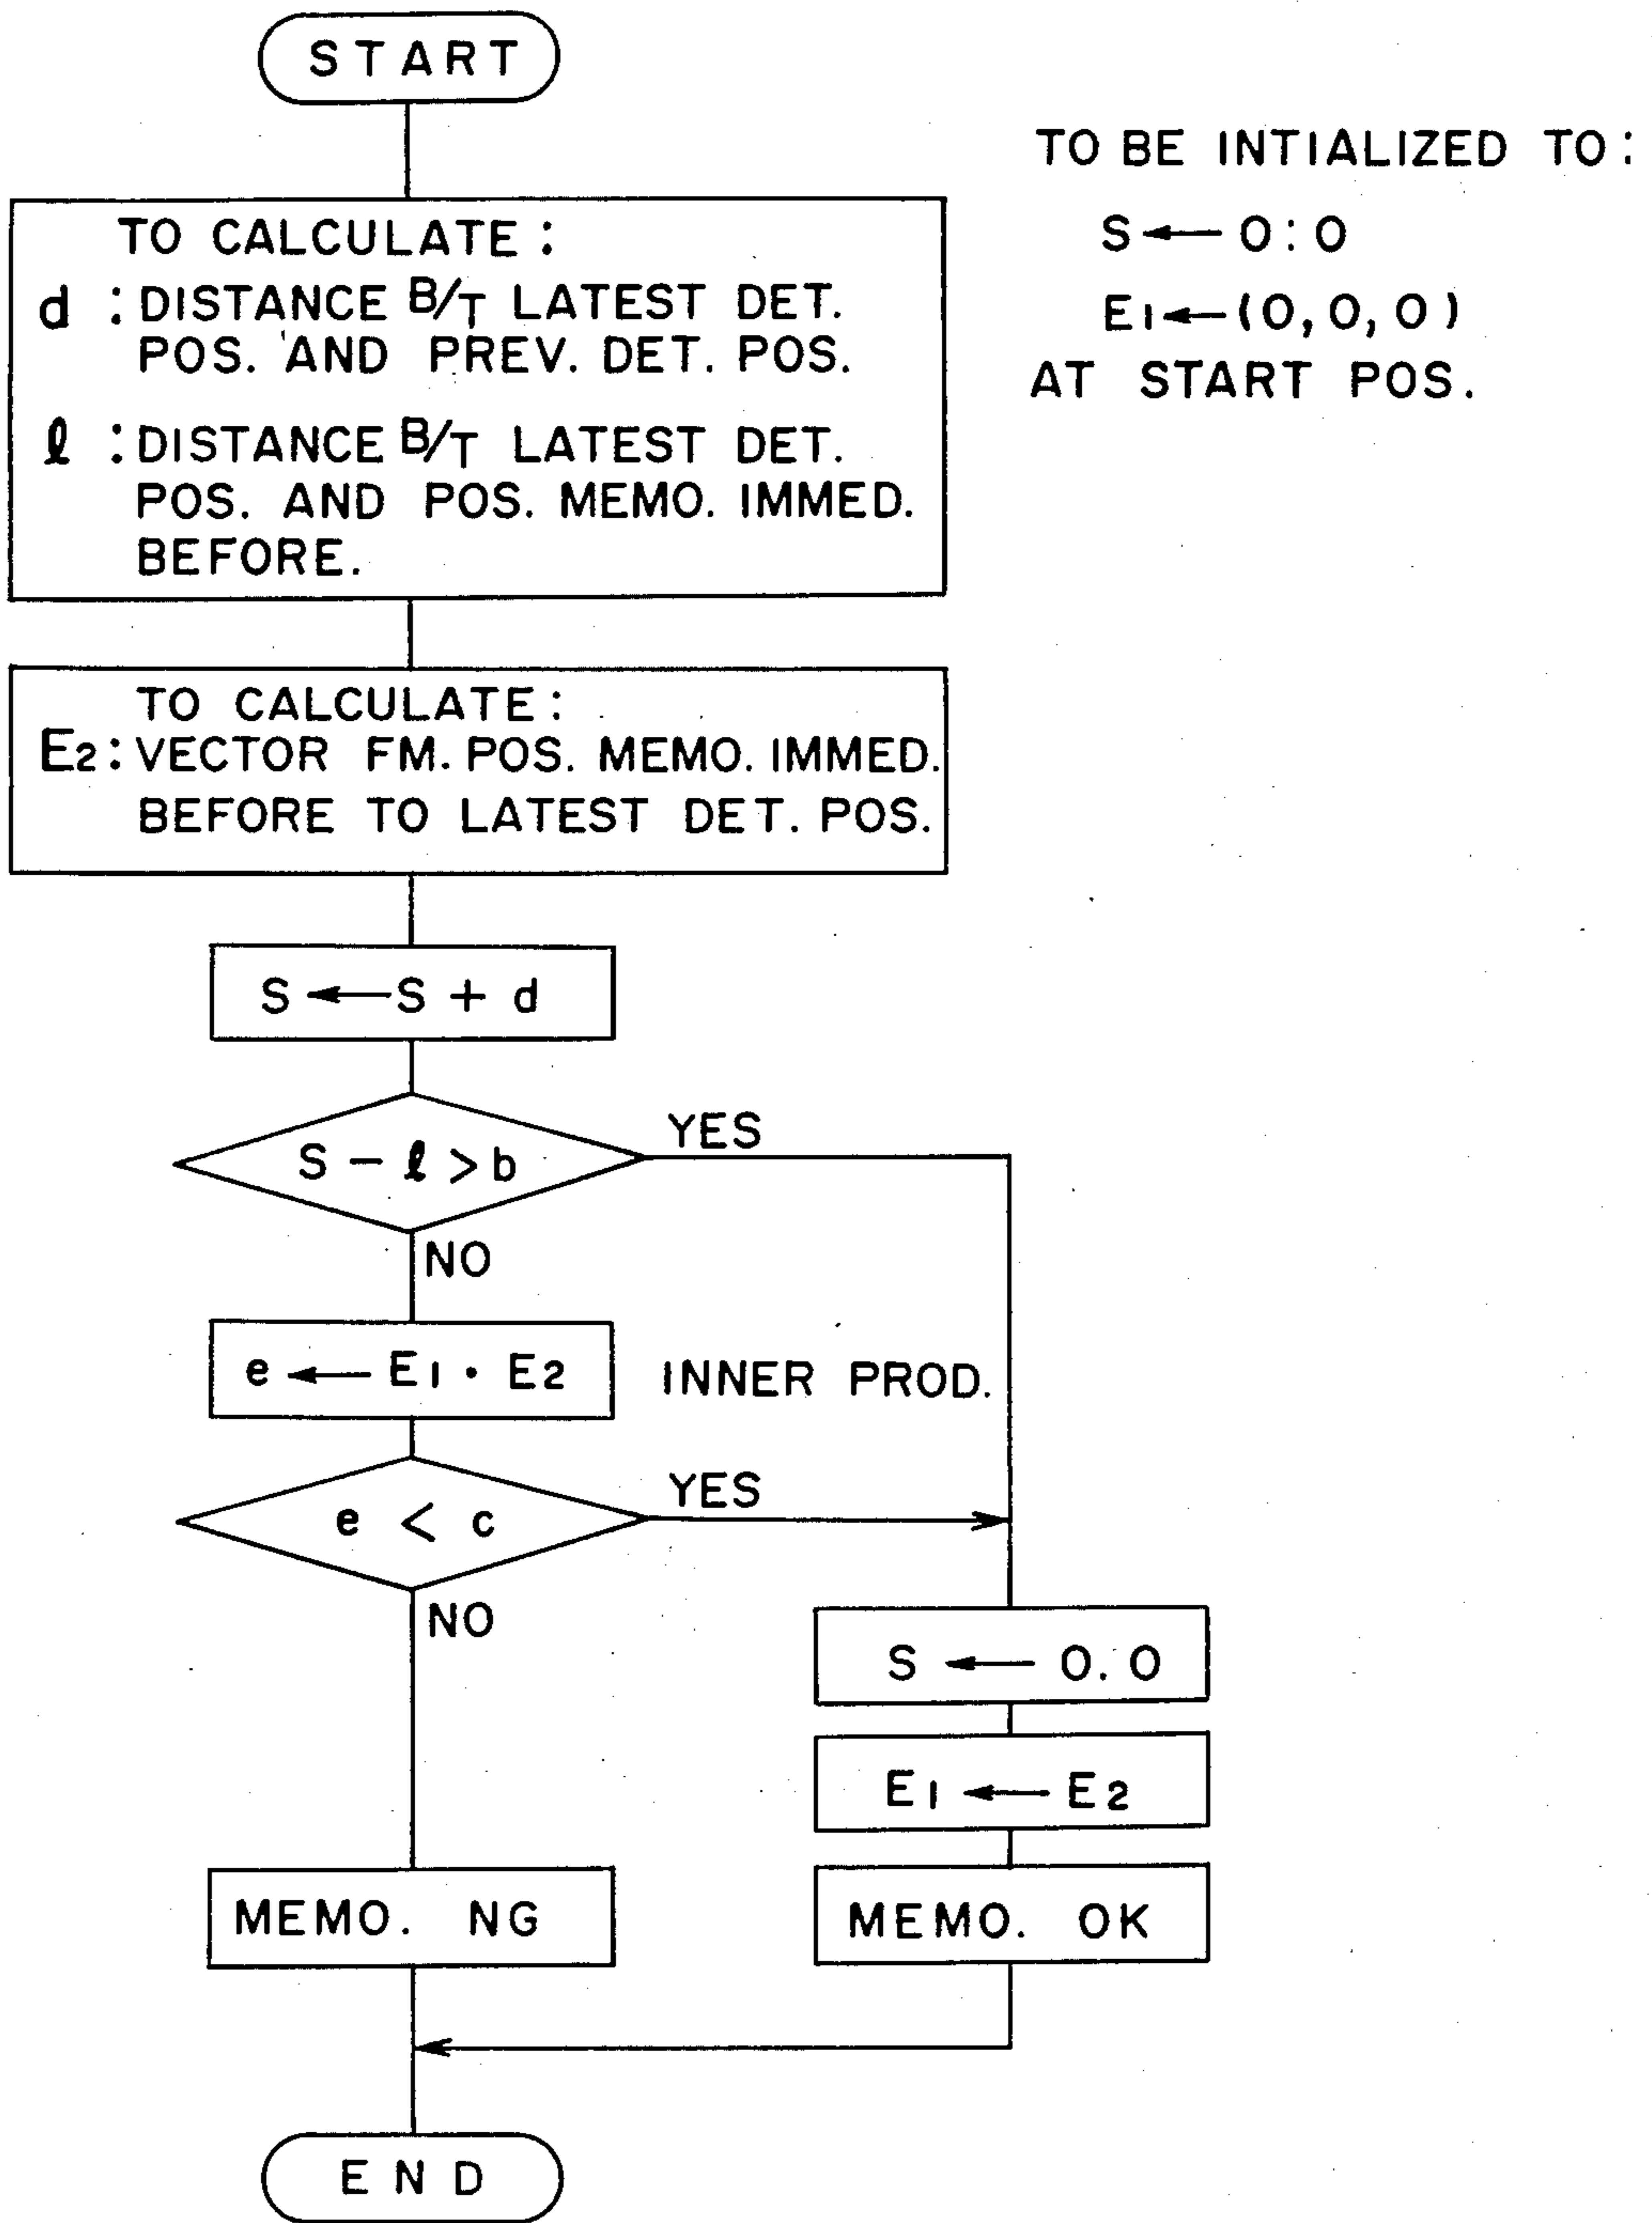 START
TO BE INTIALIZED TO:
S ← 0:0
E1 ← (0,0,0)
AT START POS.
TO CALCULATE:
d : DISTANCE B/T LATEST DET.
POS. AND PREV. DET. POS.
ℓ : DISTANCE B/T LATEST DET.
POS. AND POS. MEMO. IMMED.
BEFORE.
TO CALCULATE:
E2: VECTOR FM. POS. MEMO. IMMED.
BEFORE TO LATEST DET. POS.
S ← S + d
S - ℓ > b
YES
NO
e ← E1 · E2
INNER PROD.
e < c
YES
NO
S ← 0.0
E1 ← E2
MEMO. NG
MEMO. OK
END